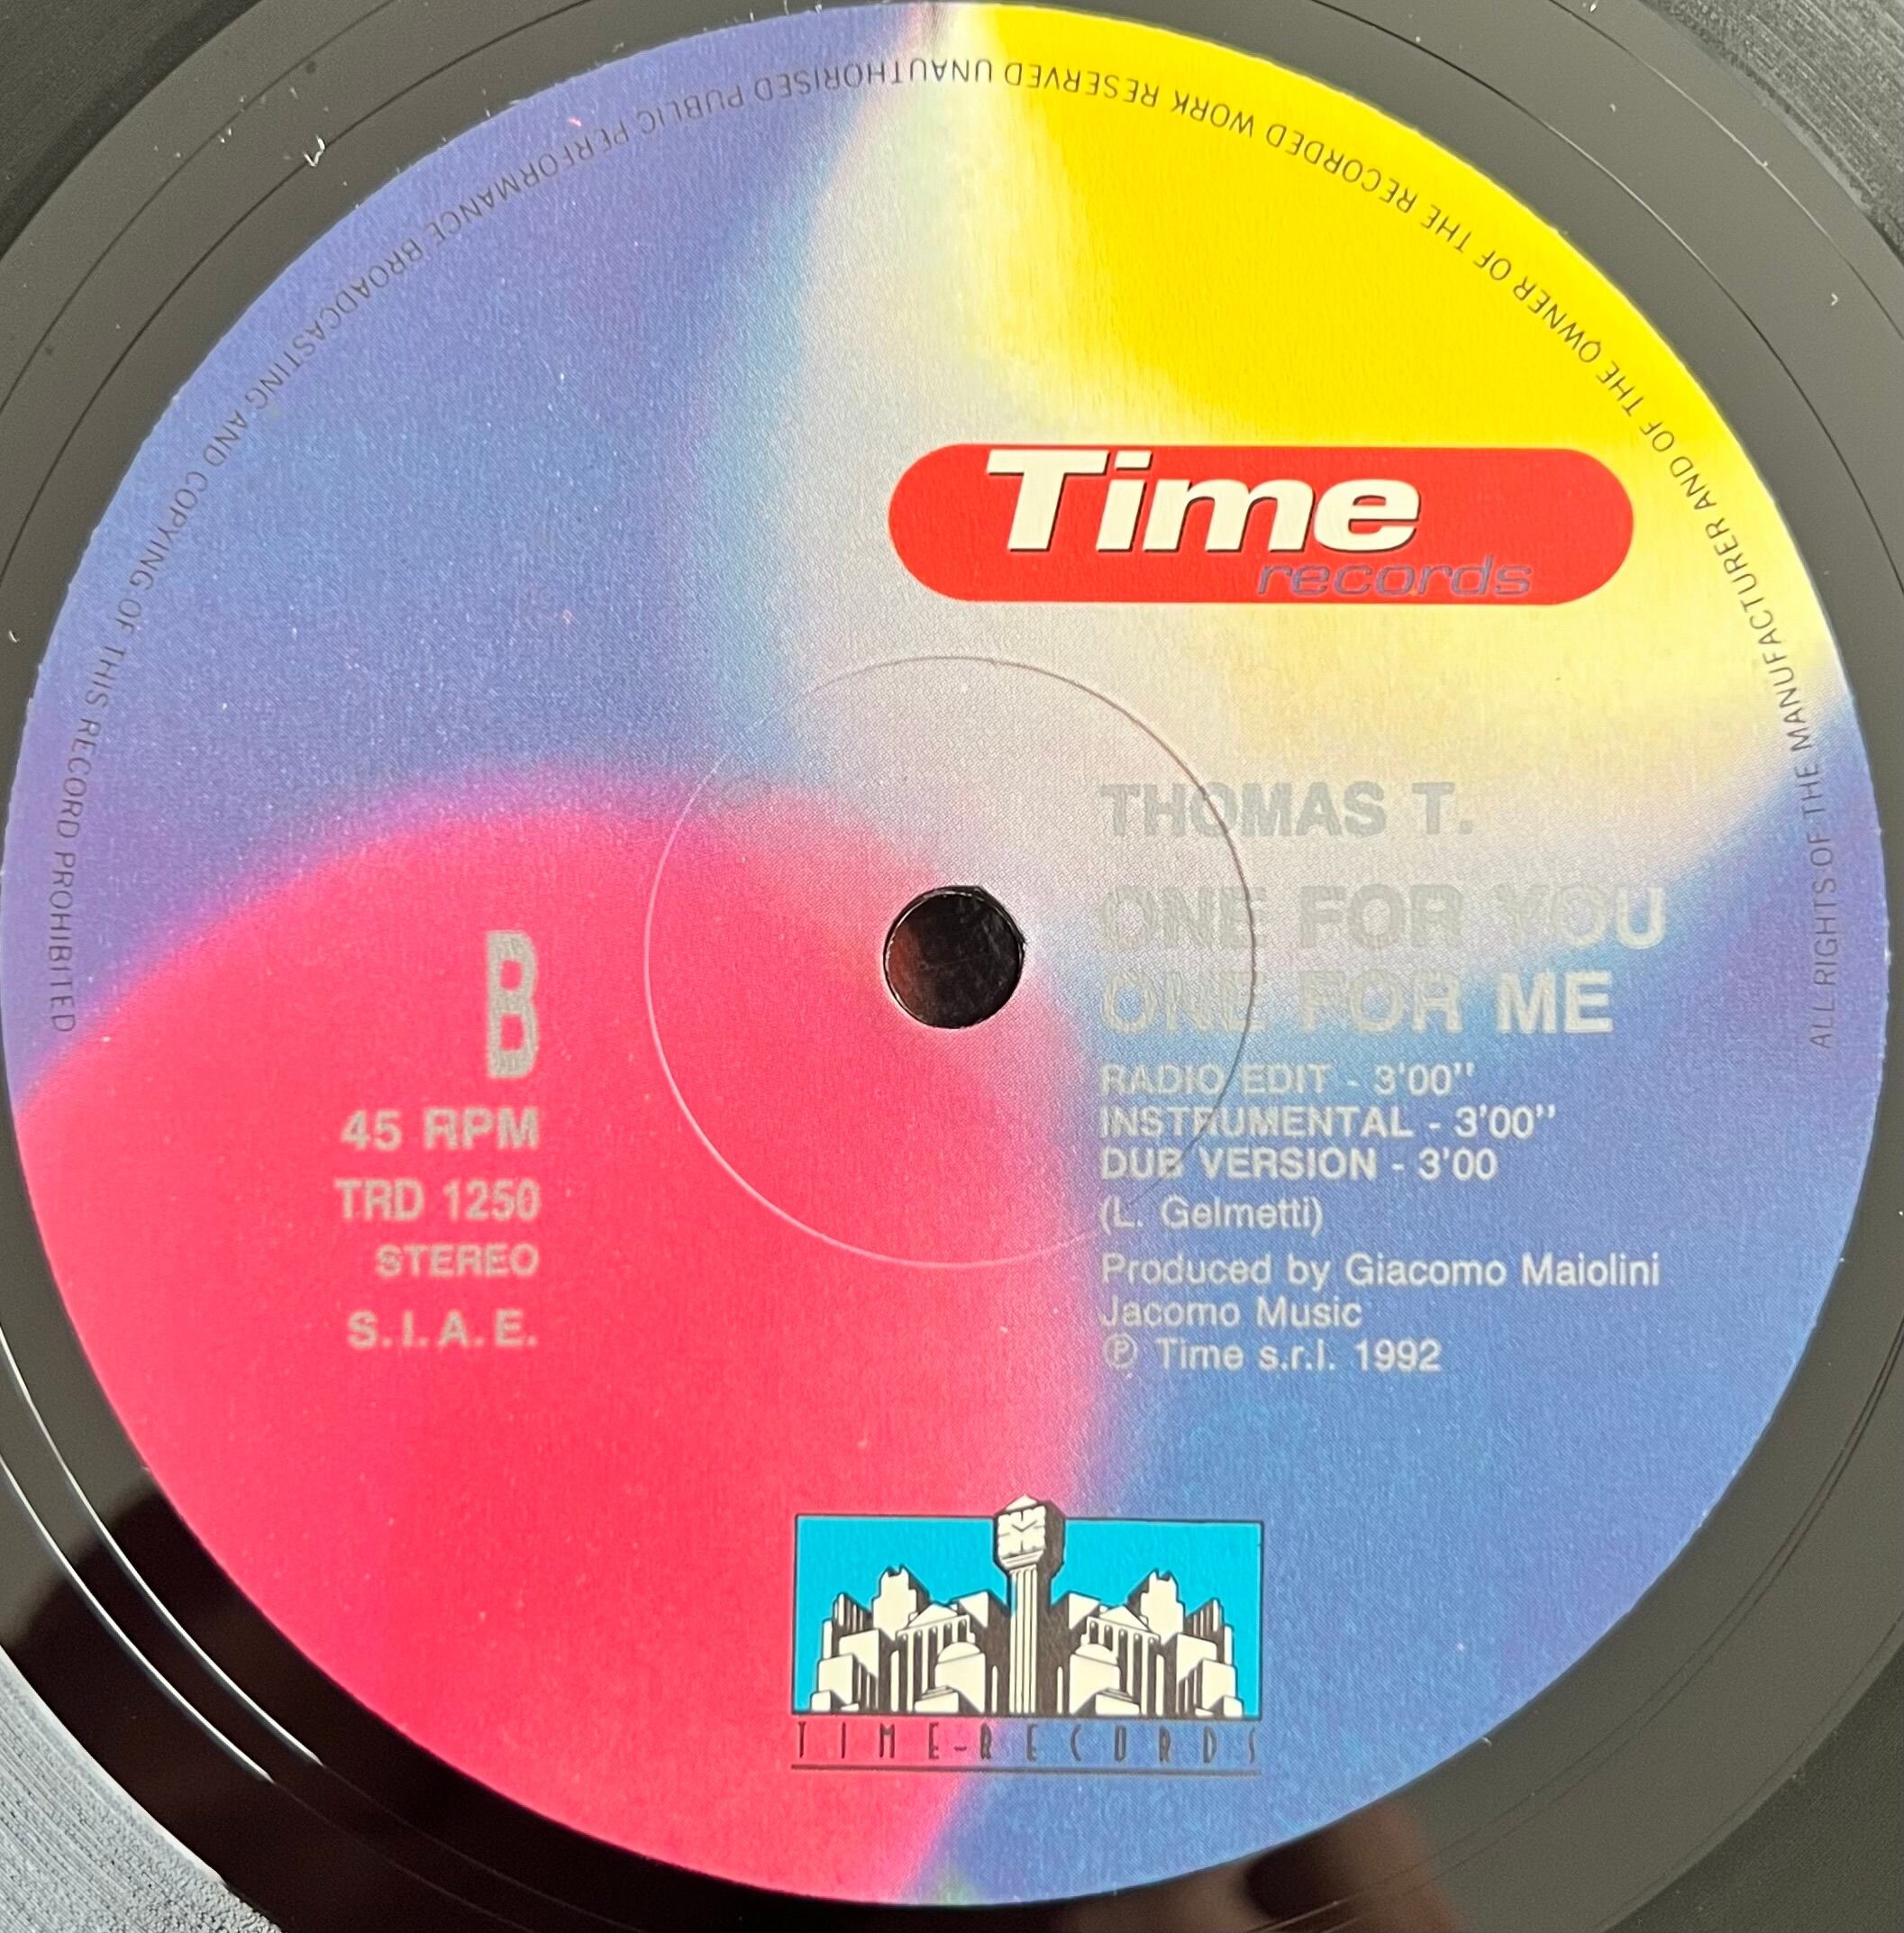 Time
records
THOMAS T.
ONE FOR YOU
ONE FOR ME
RADIO EDIT - 3'00''
INSTRUMENTAL - 3'00''
DUB VERSION - 3'00
(L. Gelmetti)
Produced by Giacomo Maiolini
Jacomo Music
℗ Time s.r.l. 1992
B
45 RPM
TRD 1250
STEREO
S.I.A.E.
TIME-RECORDS
ALL RIGHTS OF THE MANUFACTURER AND OF THE OWNER OF THE RECORDED WORK RESERVED UNAUTHORISED PUBLIC PERFORMANCE BROADCASTING AND COPYING OF THIS RECORD PROHIBITED